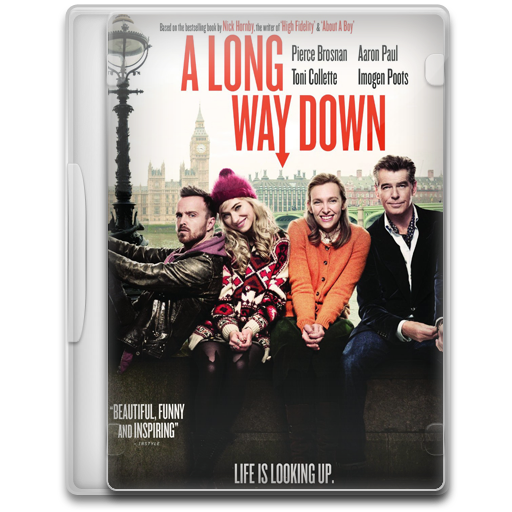 Based on the bestselling book by Nick Hornby, the writer of 'High Fidelity' & 'About A Boy'
Pierce Brosnan Aaron Paul
Toni Collette Imogen Poots
A LONG
WAY DOWN
"BEAUTIFUL, FUNNY
AND INSPIRING"
- INSTYLE
LIFE IS LOOKING UP.